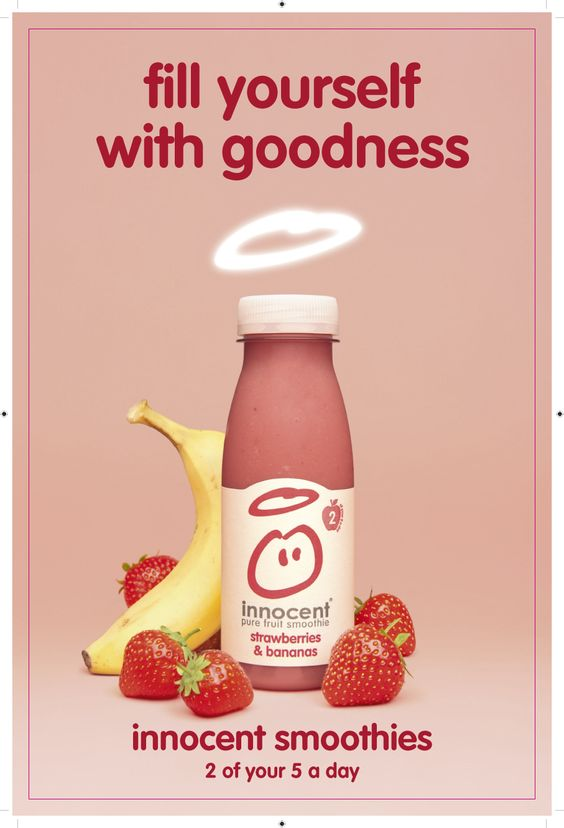 fill yourself
with goodness
2
innocent®
pure fruit smoothie
strawberries
& bananas
innocent smoothies
2 of your 5 a day